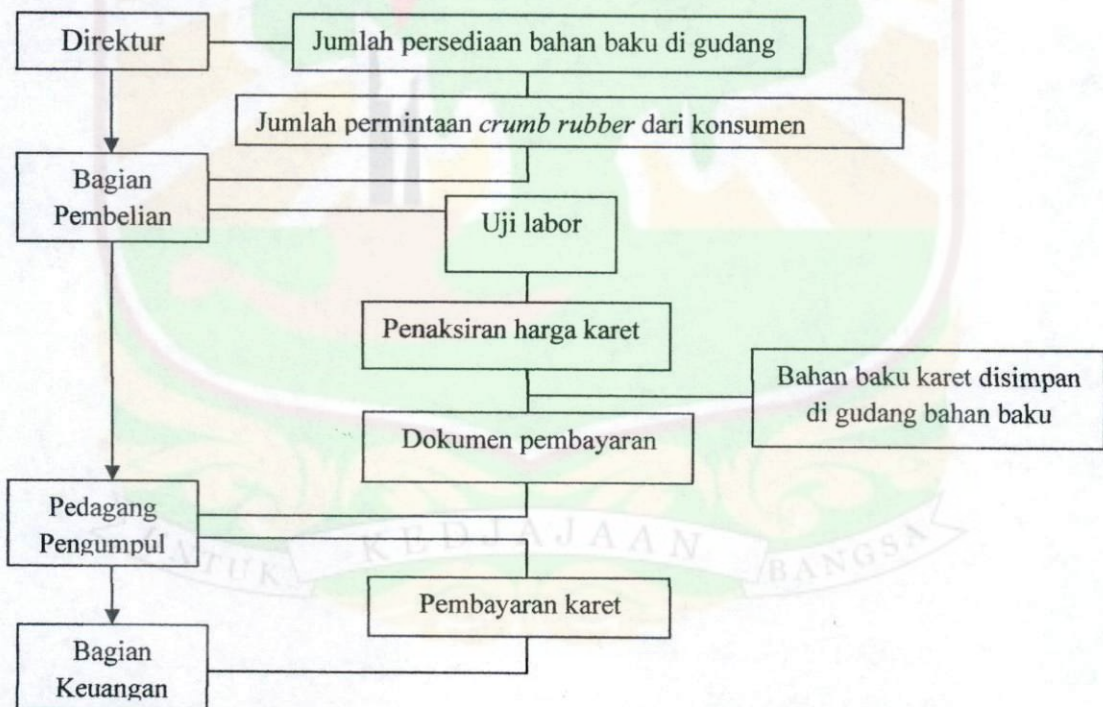 Direktur
Jumlah persediaan bahan baku di gudang
Jumlah permintaan crumb rubber dari konsumen
Bagian
Pembelian
Uji labor
Penaksiran harga karet
Bahan baku karet disimpan
di gudang bahan baku
Dokumen pembayaran
Pedagang
Pengumpul
UNTUK KEDJAJAAN BANGSA
Pembayaran karet
Bagian
Keuangan